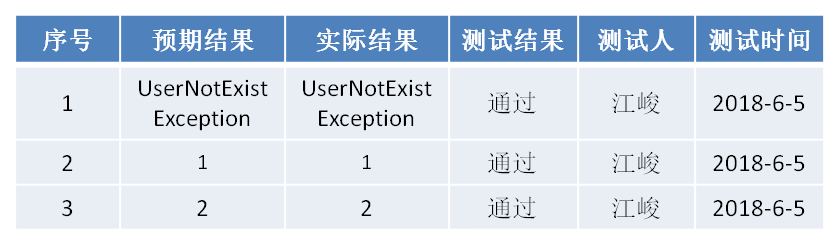 序号 预期结果 实际结果 测试结果 测试人 测试时间
1 UserNotExist Exception UserNotExist Exception 通过 江峻 2018-6-5
2 1 1 通过 江峻 2018-6-5
3 2 2 通过 江峻 2018-6-5